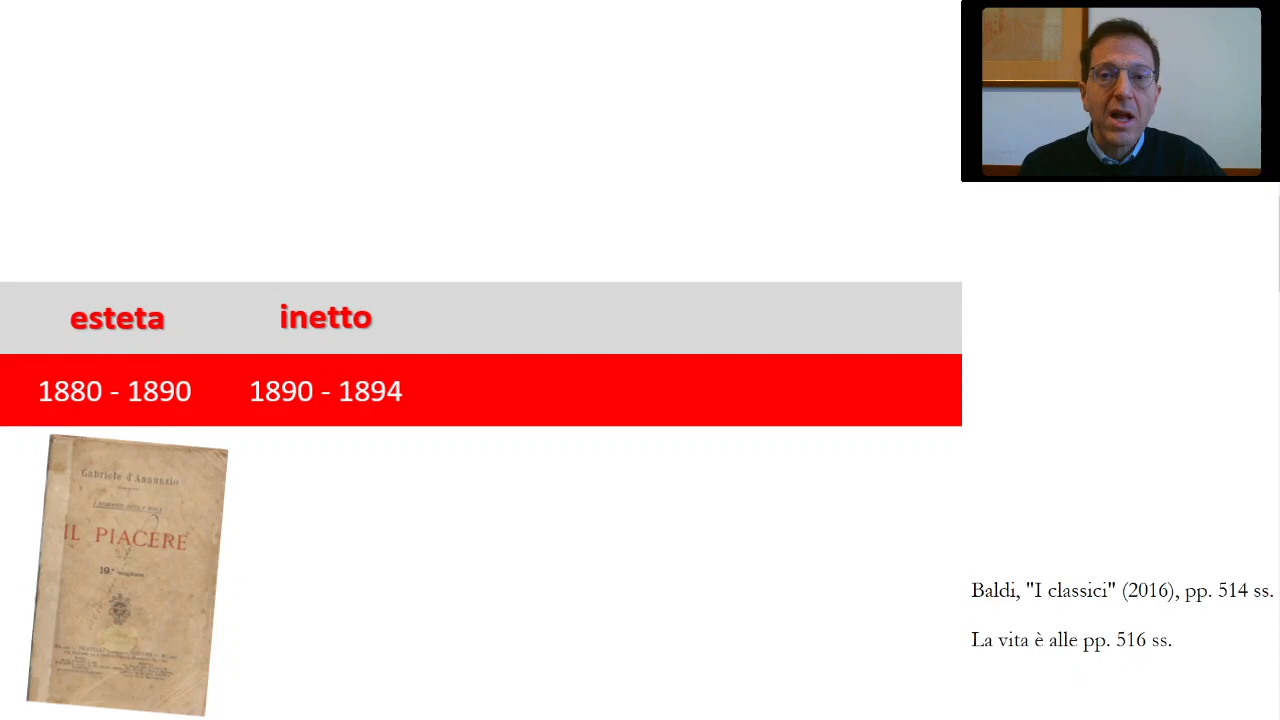 esteta inetto
1880 - 1890 1890 - 1894
Gabriele d'Annunzio
IL PIACERE
Baldi, "I classici" (2016), pp. 514 ss.
La vita è alle pp. 516 ss.